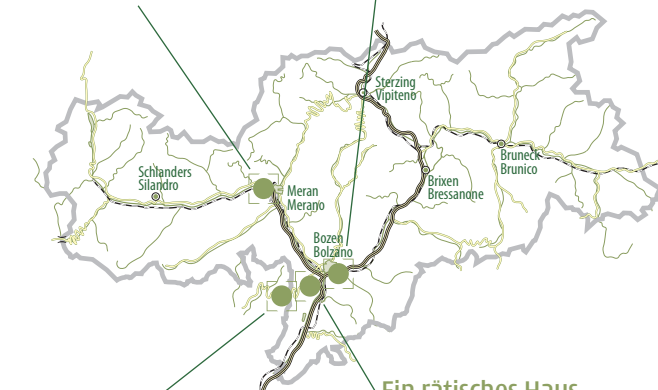 Sterzing
Vipiteno
Schlanders
Silandro
Meran
Merano
Brixen
Bressanone
Bruneck
Brunico
Bozen
Bolzano
Ein rätisches Haus